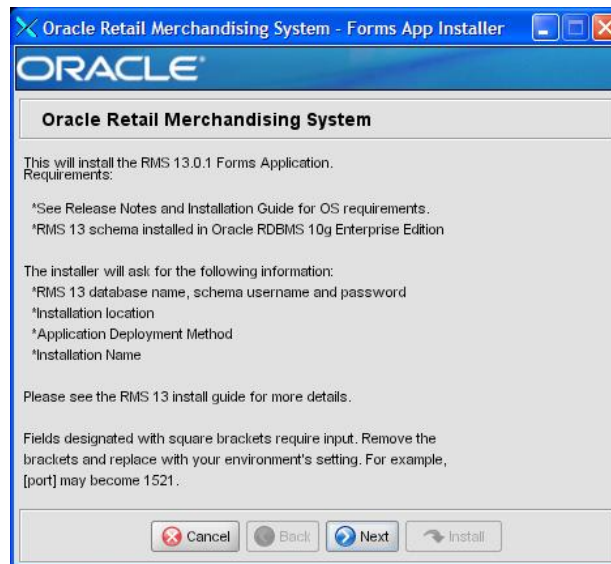 Oracle Retail Merchandising System - Forms App Installer
ORACLE
Oracle Retail Merchandising System
This will install the RMS 13.0.1 Forms Application.
Requirements:
*See Release Notes and Installation Guide for OS requirements.
*RMS 13 schema installed in Oracle RDBMS 10g Enterprise Edition
The installer will ask for the following information:
*RMS 13 database name, schema username and password
*Installation location
*Application Deployment Method
*Installation Name
Please see the RMS 13 install guide for more details.
Fields designated with square brackets require input. Remove the
brackets and replace with your environment's setting. For example,
[port] may become 1521.
Cancel Back Next Install